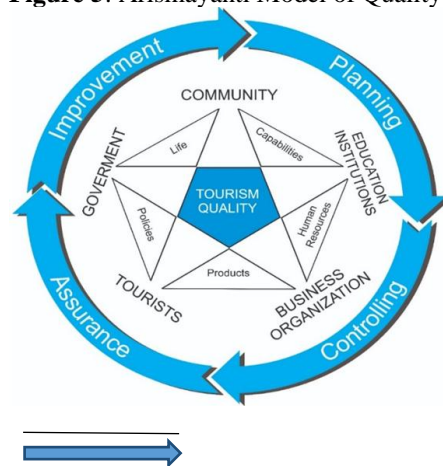 Figure 3. Arismayanti Model of Quality
Improvement
Planning
COMMUNITY
Life
Capabilities
GOVERMENT
EDUCATION
INSTITUTIONS
TOURISM
QUALITY
Policies
Human
Resources
Products
TOURISTS
BUSINESS
ORGANIZATION
Assurance
Controlling